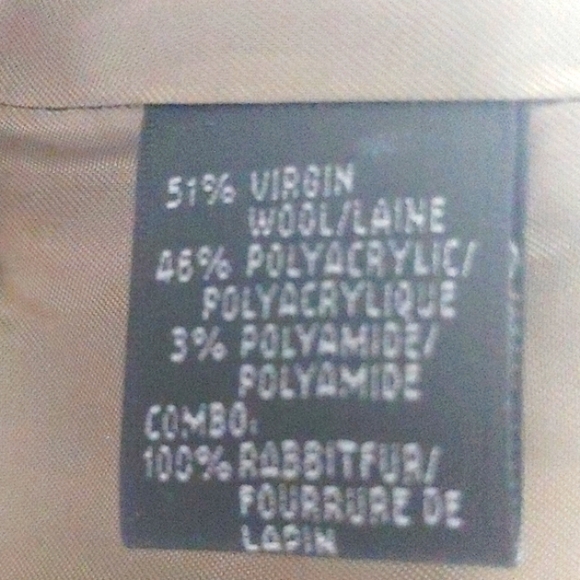 51% VIRGIN
WOOL/LAINE
46% POLYACRYLIC/
POLYACRYLIQUE
3% POLYAMIDE/
POLYAMIDE
COMBO:
100% RABBITFUR/
FOURRURE DE
LAPIN